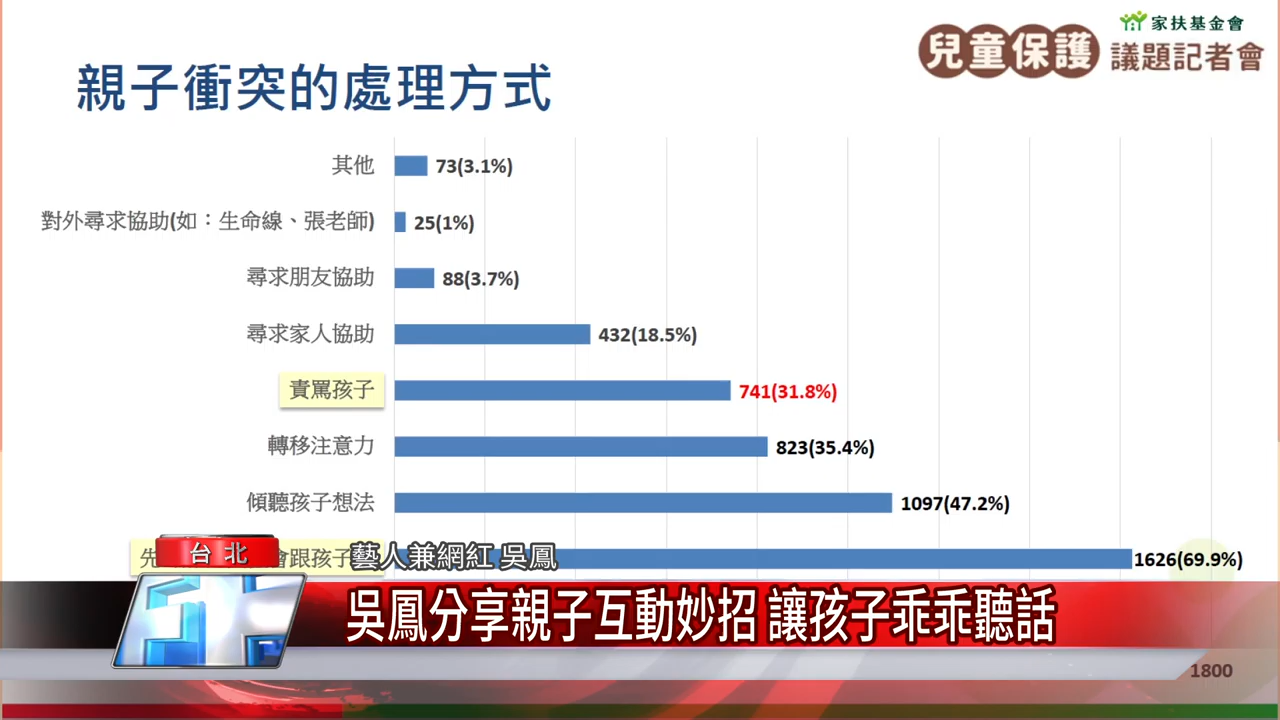 家扶基金會
兒童保護 議題記者會
親子衝突的處理方式
其他 73(3.1%)
對外尋求協助(如：生命線、張老師) 25(1%)
尋求朋友協助 88(3.7%)
尋求家人協助 432(18.5%)
責罵孩子 741(31.8%)
轉移注意力 823(35.4%)
傾聽孩子想法 1097(47.2%)
先 會跟孩子 1626(69.9%)
台北
藝人兼網紅 吳鳳
吳鳳分享親子互動妙招 讓孩子乖乖聽話
1800